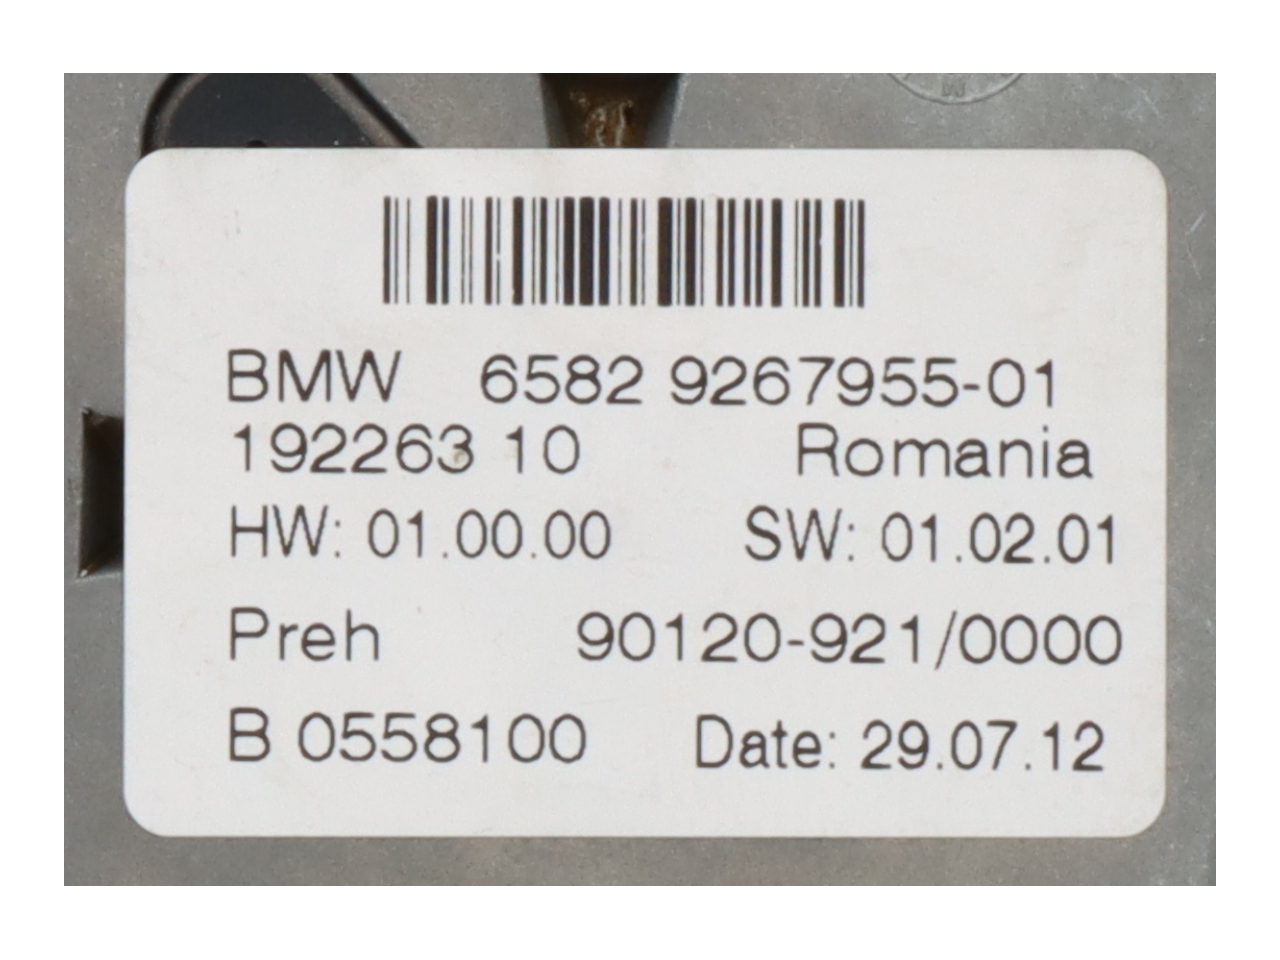 BMW 6582 9267955-01
192263 10 Romania
HW: 01.00.00 SW: 01.02.01
Preh 90120-921/0000
B 0558100 Date: 29.07.12